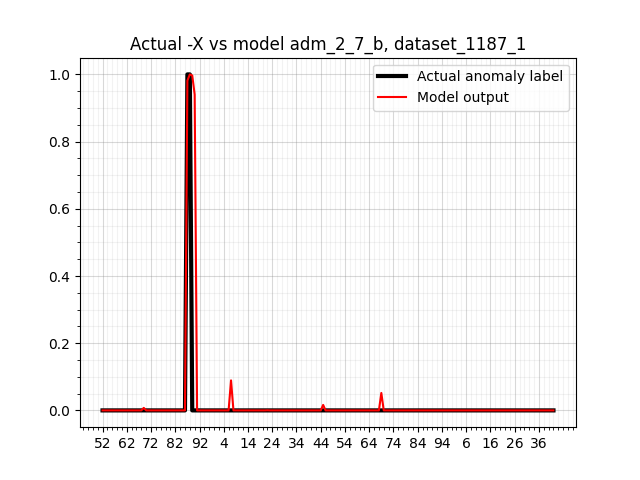 Actual -X vs model adm_2_7_b, dataset_1187_1
Actual anomaly label
Model output
1.0
0.8
0.6
0.4
0.2
0.0
52 62 72 82 92 4 14 24 34 44 54 64 74 84 94 6 16 26 36